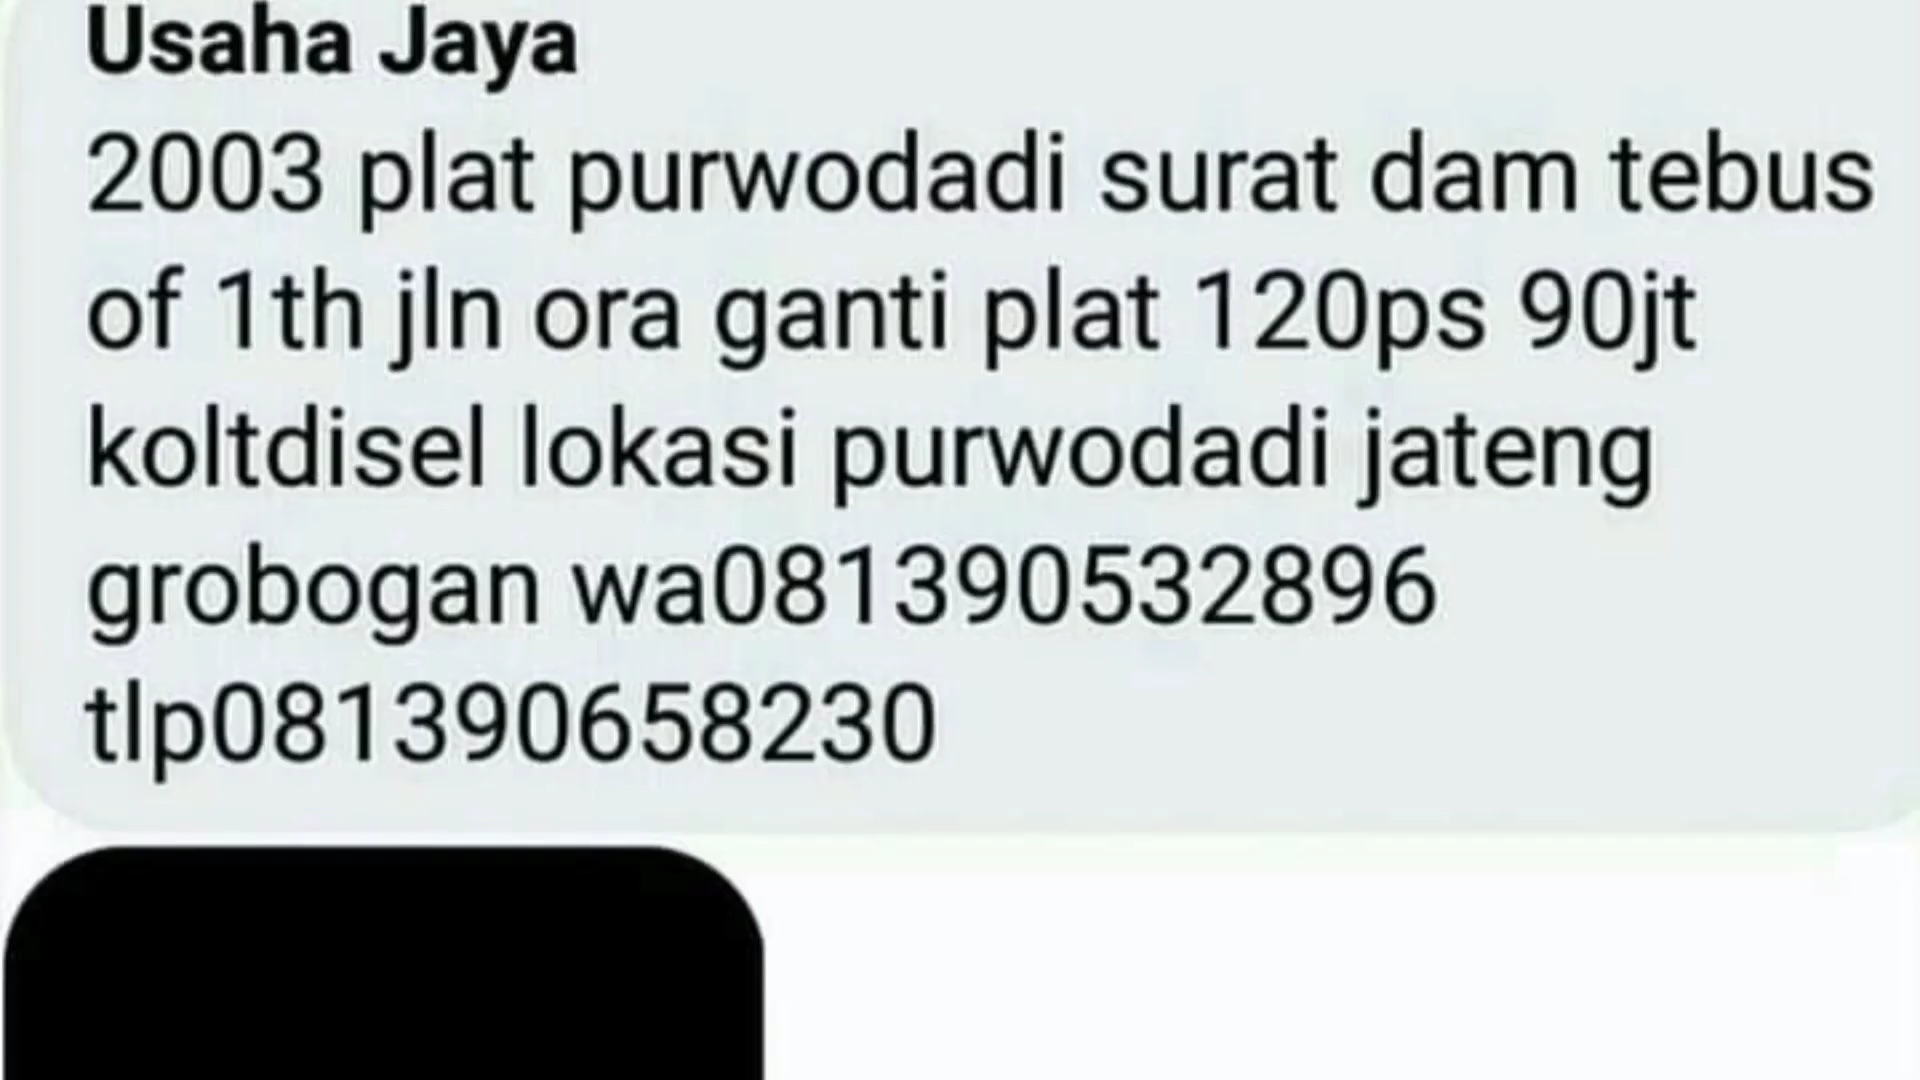 Usaha Jaya
2003 plat purwodadi surat dam tebus
of 1th jln ora ganti plat 120ps 90jt
koltdisel lokasi purwodadi jateng
grobogan wa081390532896
tlp081390658230